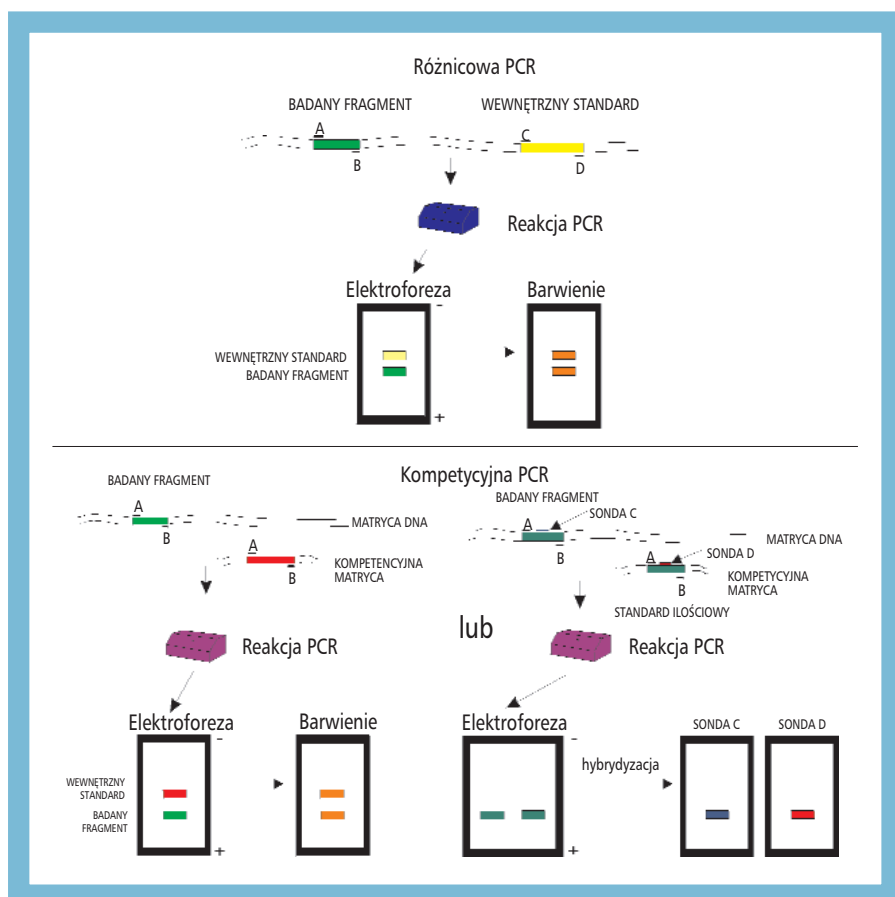 Różnicowa PCR
BADANY FRAGMENT
WEWNĘTRZNY STANDARD
A
B
C
D
Reakcja PCR
Elektroforeza
Barwienie
-
WEWNĘTRZNY STANDARD
BADANY FRAGMENT
+
Kompetycyjna PCR
BADANY FRAGMENT
A
B
MATRYCA DNA
A
B
KOMPETENCYJNA
MATRYCA
Reakcja PCR
Elektroforeza
Barwienie
-
WEWNĘTRZNY
STANDARD
BADANY
FRAGMENT
+
lub
BADANY FRAGMENT
A
SONDA C
B
MATRYCA DNA
A
SONDA D
B
KOMPETYCYJNA
MATRYCA
STANDARD ILOŚCIOWY
Reakcja PCR
Elektroforeza
-
+
hybrydyzacja
SONDA C
SONDA D